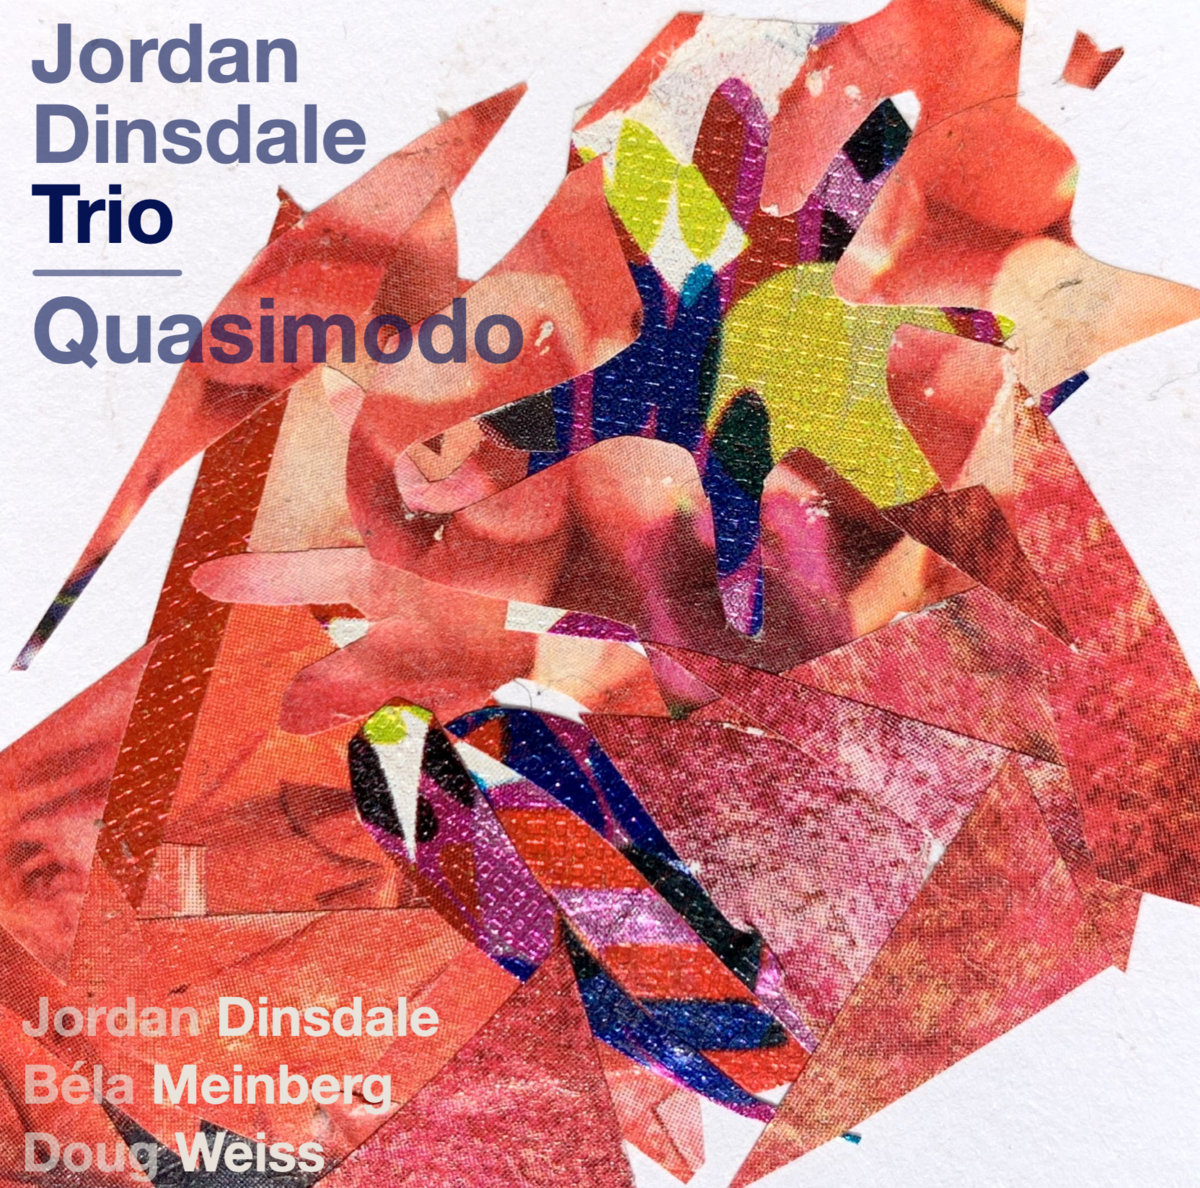 Jordan
Dinsdale
Trio
Quasimodo
Jordan Dinsdale
Béla Meinberg
Doug Weiss